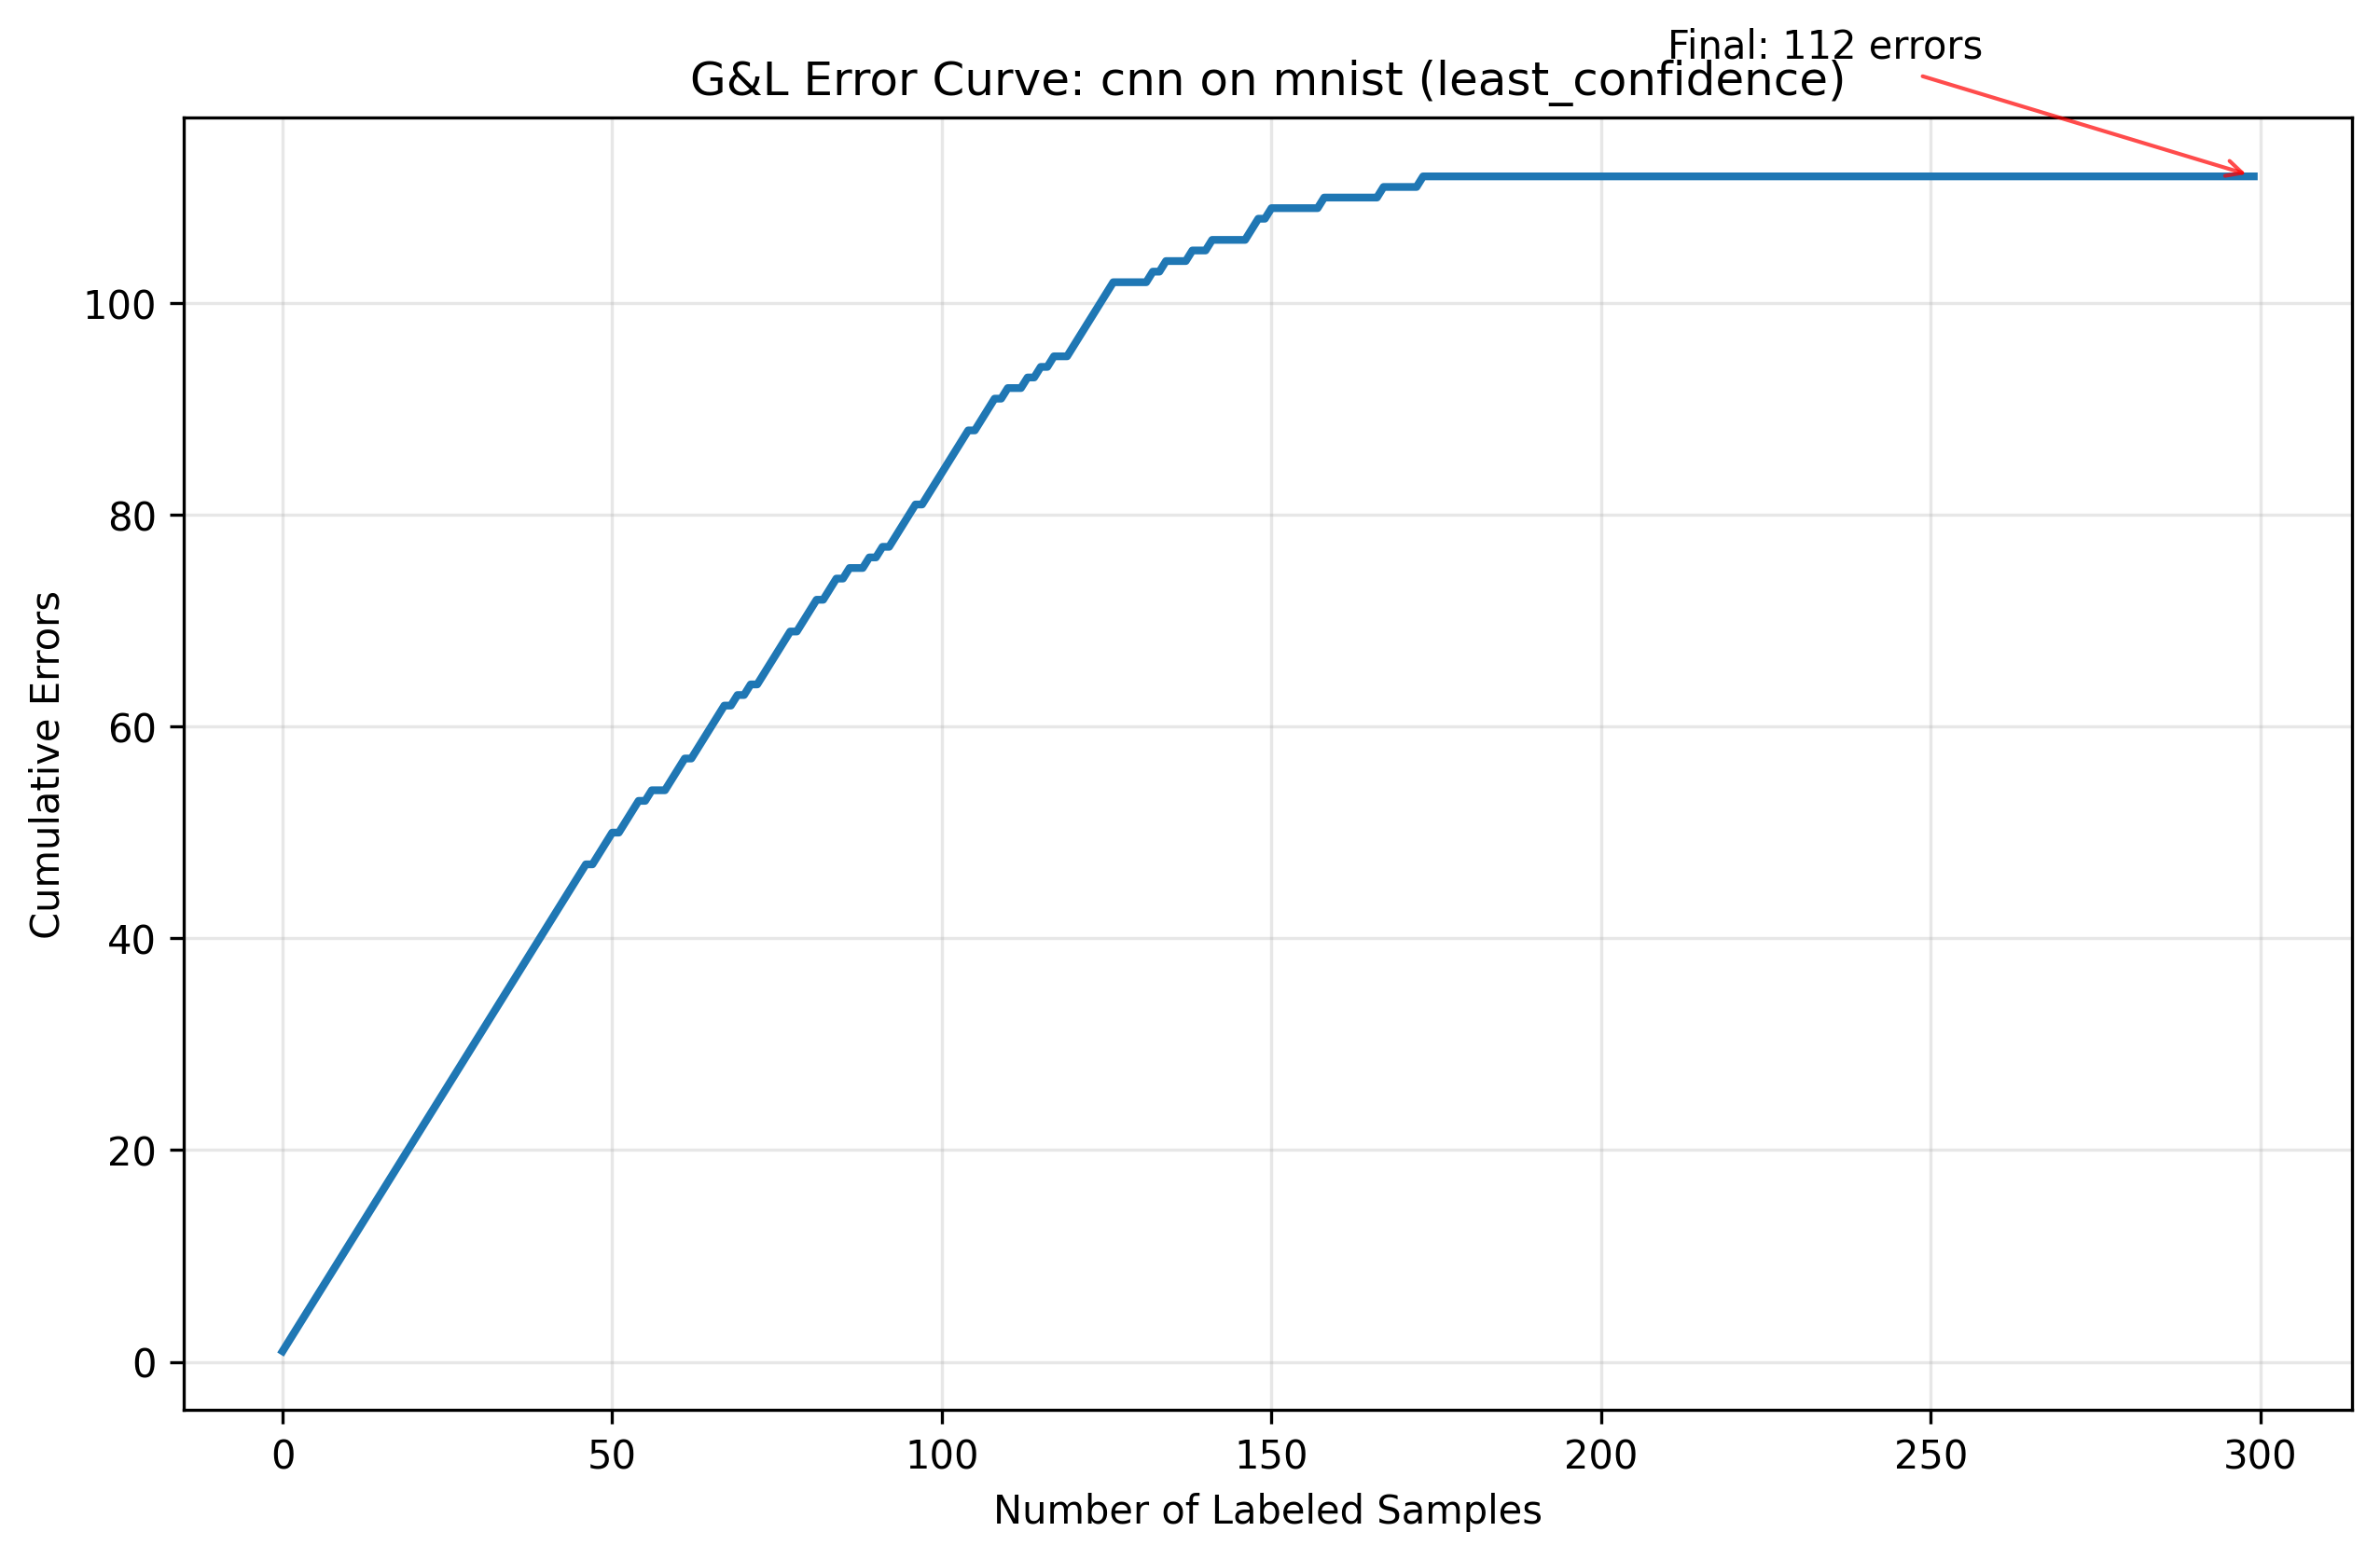 Final: 112 errors
G&L Error Curve: cnn on mnist (least_confidence)
Cumulative Errors
100
80
60
40
20
0
0 50 100 150 200 250 300
Number of Labeled Samples